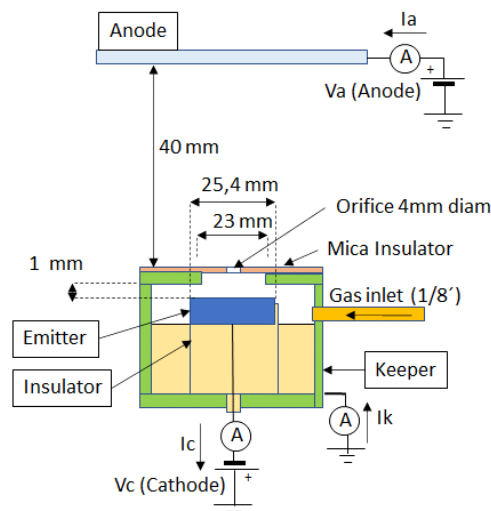 Anode
Ia
A
+
Va (Anode)
40 mm
25,4 mm
23 mm
Orifice 4mm diam
Mica Insulator
1 mm
Gas inlet (1/8´)
Emitter
Insulator
Keeper
A
Ik
Ic
A
+
Vc (Cathode)